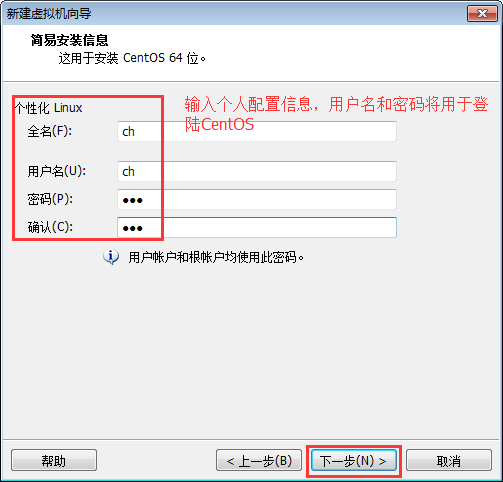 新建虚拟机向导
简易安装信息
这用于安装 CentOS 64 位。
个性化 Linux
输入个人配置信息，用户名和密码将用于登
陆CentOS
全名(F): ch
用户名(U): ch
密码(P): ●●●
确认(C): ●●●
用户帐户和根帐户均使用此密码。
帮助 < 上一步(B) 下一步(N) > 取消